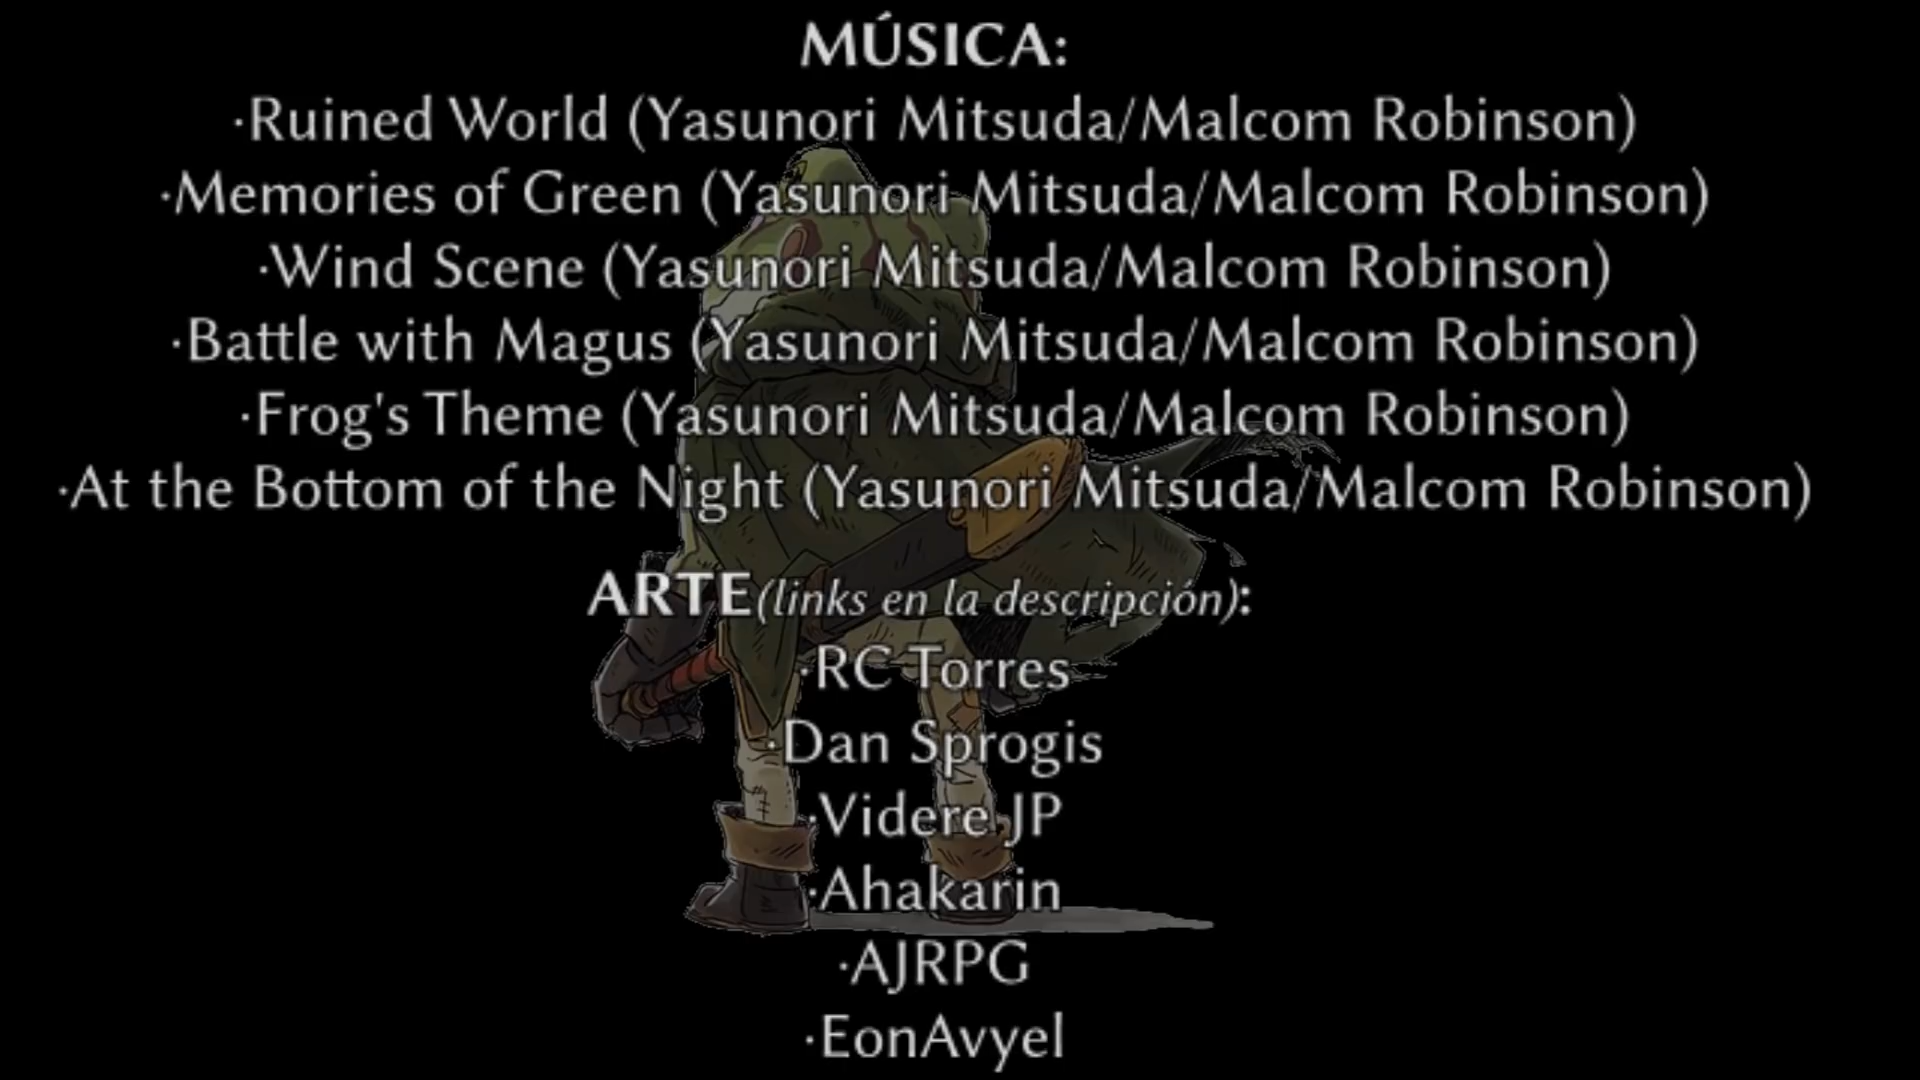 MÚSICA:
·Ruined World (Yasunori Mitsuda/Malcom Robinson)
·Memories of Green (Yasunori Mitsuda/Malcom Robinson)
·Wind Scene (Yasunori Mitsuda/Malcom Robinson)
·Battle with Magus (Yasunori Mitsuda/Malcom Robinson)
·Frog's Theme (Yasunori Mitsuda/Malcom Robinson)
·At the Bottom of the Night (Yasunori Mitsuda/Malcom Robinson)
ARTE(links en la descripción):
·RC Torres
·Dan Sprogis
·Videre JP
·Ahakarin
·AJRPG
·EonAvyel